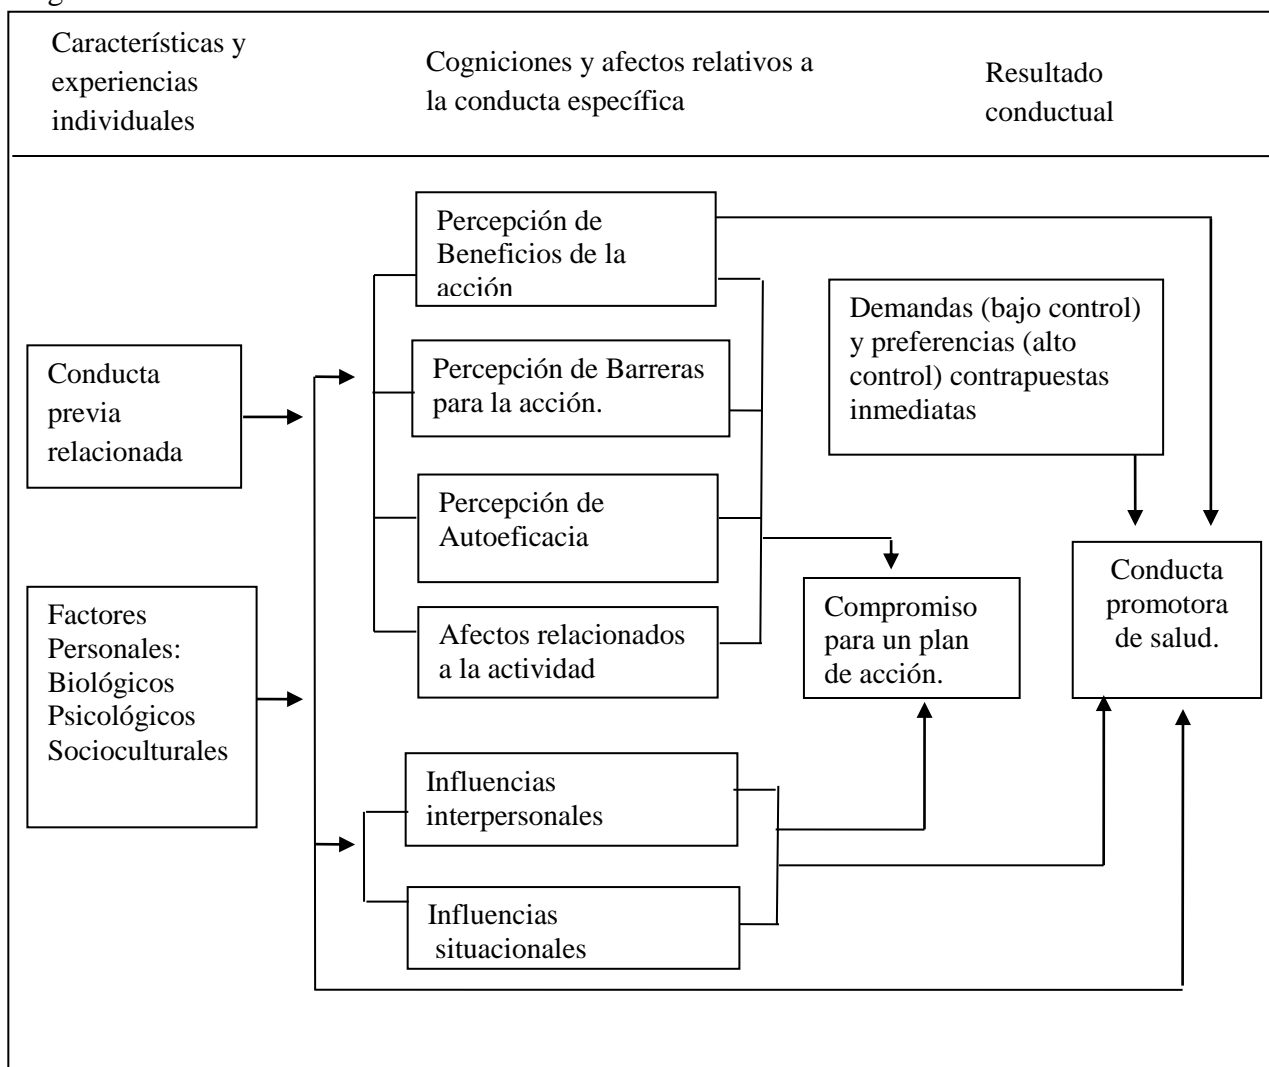 Características y
experiencias
individuales
Cogniciones y afectos relativos a
la conducta específica
Resultado
conductual
Percepción de
Beneficios de la
acción
Demandas (bajo control)
y preferencias (alto
control) contrapuestas
inmediatas
Conducta
previa
relacionada
Percepción de Barreras
para la acción.
Percepción de
Autoeficacia
Conducta
promotora
de salud.
Factores
Personales:
Biológicos
Psicológicos
Socioculturales
Compromiso
para un plan
de acción.
Afectos relacionados
a la actividad
Influencias
interpersonales
Influencias
situacionales